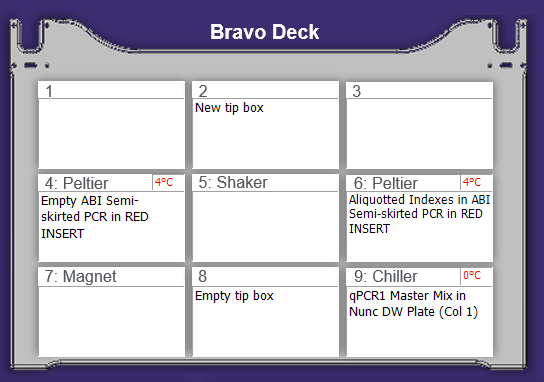 Bravo Deck
1
2
New tip box
3
4: Peltier 4°C
Empty ABI Semi-
skirted PCR in RED
INSERT
5: Shaker
6: Peltier 4°C
Aliquotted Indexes in ABI
Semi-skirted PCR in RED
INSERT
7: Magnet
8
Empty tip box
9: Chiller 0°C
qPCR1 Master Mix in
Nunc DW Plate (Col 1)